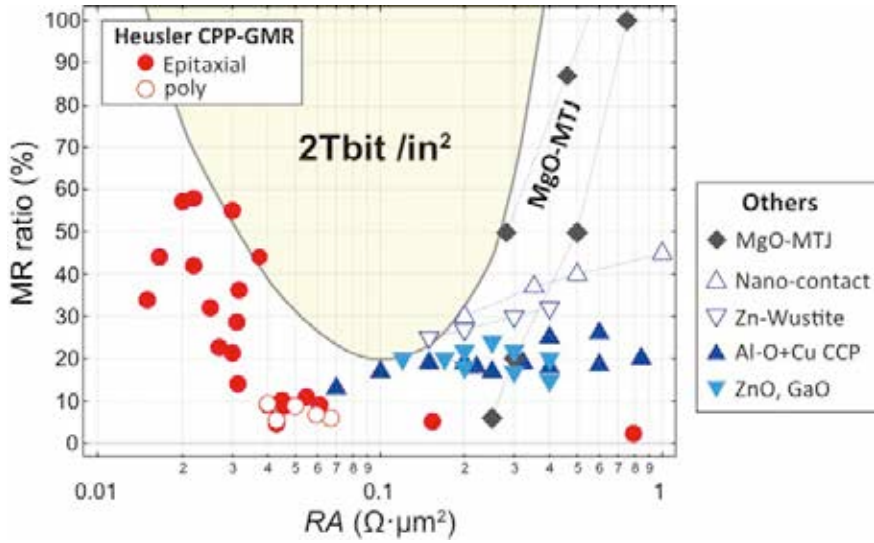 Heusler CPP-GMR
Epitaxial
poly
2Tbit /in²
MgO-MTJ
MR ratio (%)
100
90
80
70
60
50
40
30
20
10
0
2 3 4 5 6 7 8 9 2 3 4 5 6 7 8 9
0.01 0.1 1
RA (Ω·μm²)
Others
MgO-MTJ
Nano-contact
Zn-Wustite
Al-O+Cu CCP
ZnO, GaO